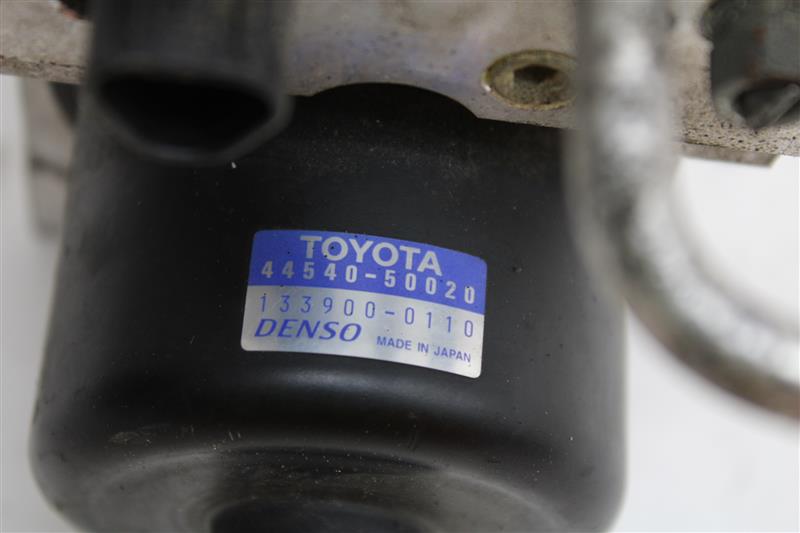 TOYOTA
44540-50020
133900-0110
DENSO MADE IN JAPAN